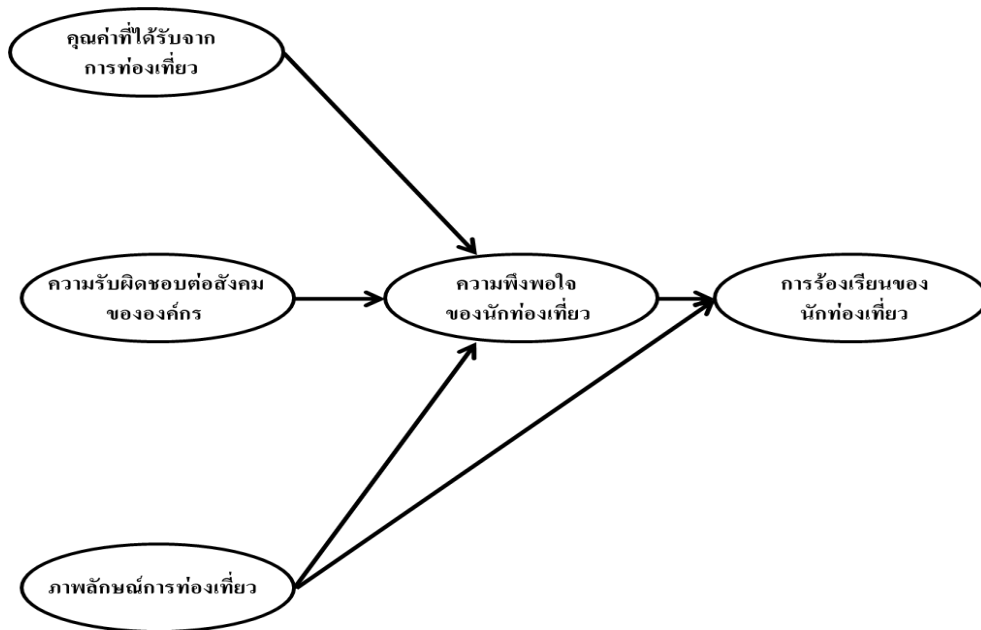 คุณค่าที่ได้รับจาก
การท่องเที่ยว
ความรับผิดชอบต่อสังคม
ขององค์กร
ความพึงพอใจ
ของนักท่องเที่ยว
การร้องเรียนของ
นักท่องเที่ยว
ภาพลักษณ์การท่องเที่ยว